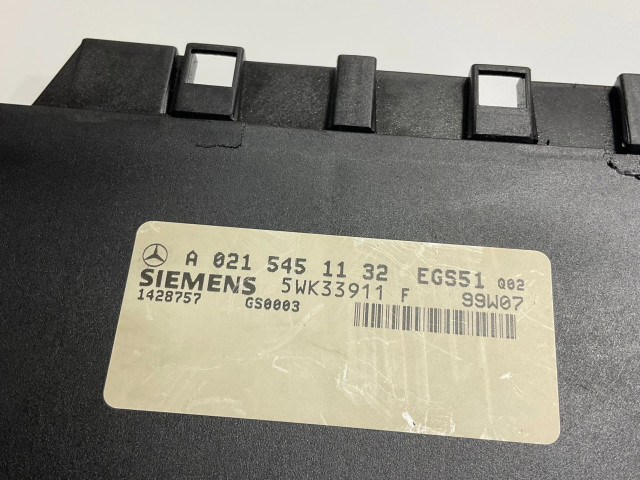 A 021 545 11 32 EGS51 Q02
SIEMENS 5WK33911 F 99W07
1428757 GS0003